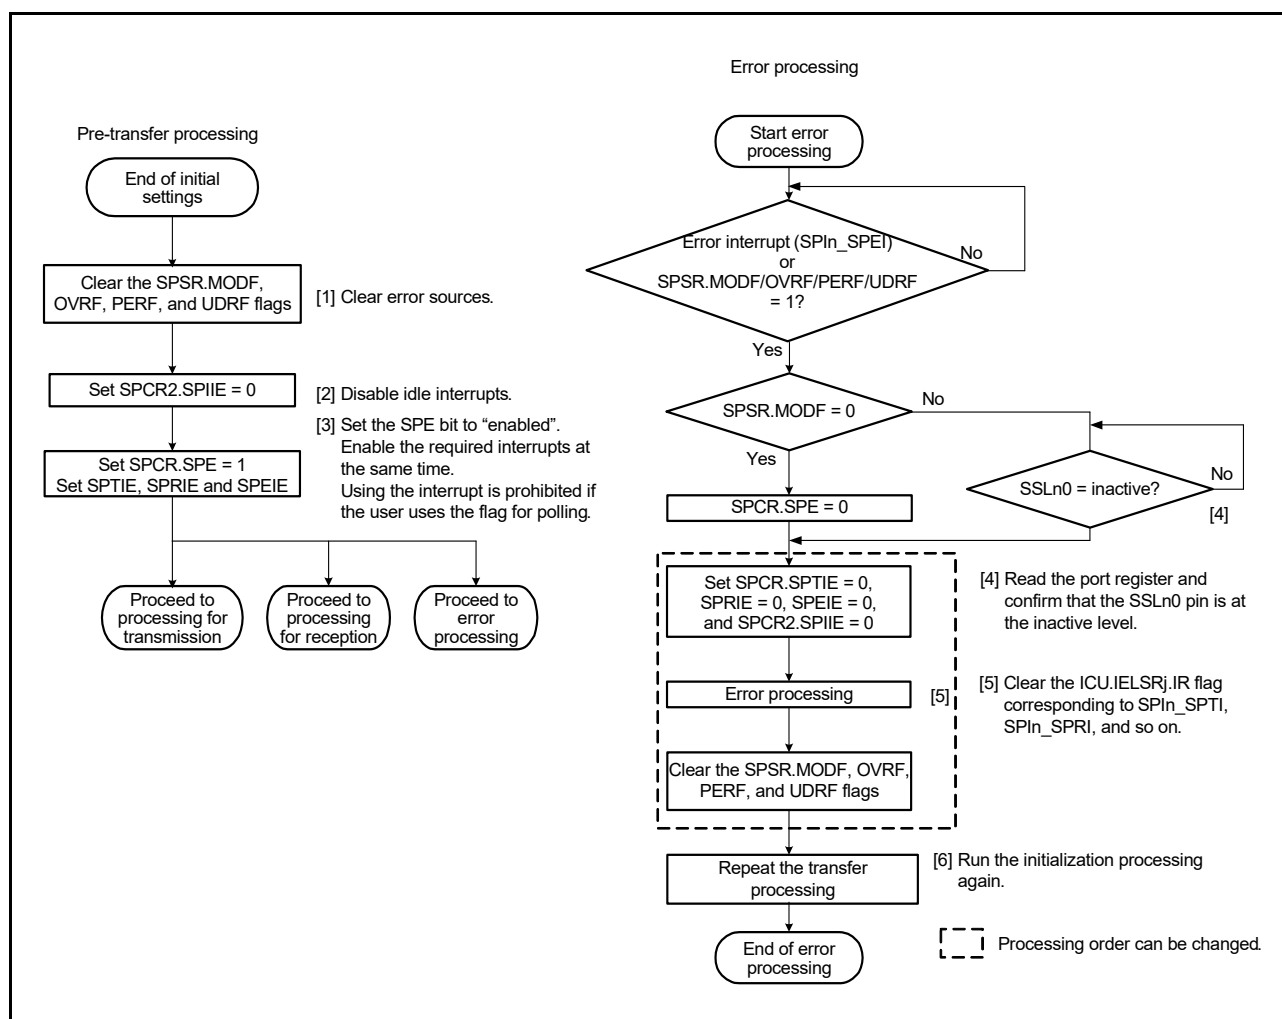 Pre-transfer processing
End of initial
settings
Clear the SPSR.MODF,
OVRF, PERF, and UDRF flags
[1] Clear error sources.
Set SPCR2.SPIIE = 0
[2] Disable idle interrupts.
[3] Set the SPE bit to “enabled”.
Enable the required interrupts at
the same time.
Using the interrupt is prohibited if
the user uses the flag for polling.
Set SPCR.SPE = 1
Set SPTIE, SPRIE and SPEIE
Proceed to
processing for
transmission
Proceed to
processing
for reception
Proceed to
error
processing
Error processing
Start error
processing
Error interrupt (SPIn_SPEI)
or
SPSR.MODF/OVRF/PERF/UDRF
= 1?
No
Yes
SPSR.MODF = 0
No
Yes
SSLn0 = inactive?
No
[4]
SPCR.SPE = 0
Set SPCR.SPTIE = 0,
SPRIE = 0, SPEIE = 0,
and SPCR2.SPIIE = 0
[4] Read the port register and
confirm that the SSLn0 pin is at
the inactive level.
Error processing
[5]
[5] Clear the ICU.IELSRj.IR flag
corresponding to SPIn_SPTI,
SPIn_SPRI, and so on.
Clear the SPSR.MODF, OVRF,
PERF, and UDRF flags
Repeat the transfer
processing
[6] Run the initialization processing
again.
End of error
processing
Processing order can be changed.